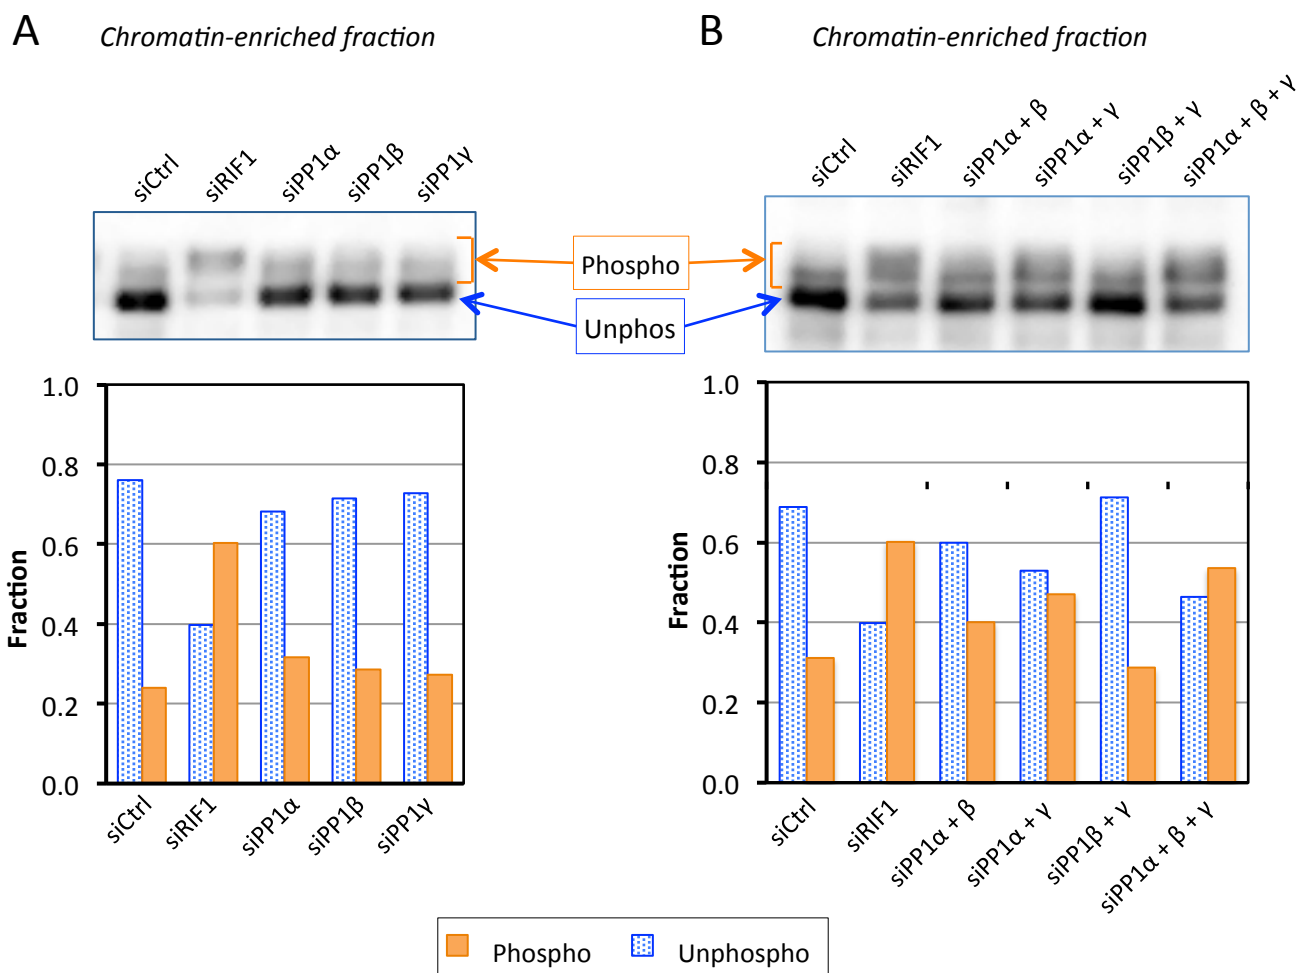 A
Chromatin-enriched fraction
B
Chromatin-enriched fraction
siCtrl
siRIF1
siPP1α
siPP1β
siPP1γ
siCtrl
siRIF1
siPP1α + β
siPP1α + γ
siPP1β + γ
siPP1α + β + γ
Phospho
Unphos
1.0
0.8
0.6
0.4
0.2
0.0
Fraction
siCtrl
siRIF1
siPP1α
siPP1β
siPP1γ
1.0
0.8
0.6
0.4
0.2
0.0
Fraction
siCtrl
siRIF1
siPP1α + β
siPP1α + γ
siPP1β + γ
siPP1α + β + γ
Phospho
Unphospho